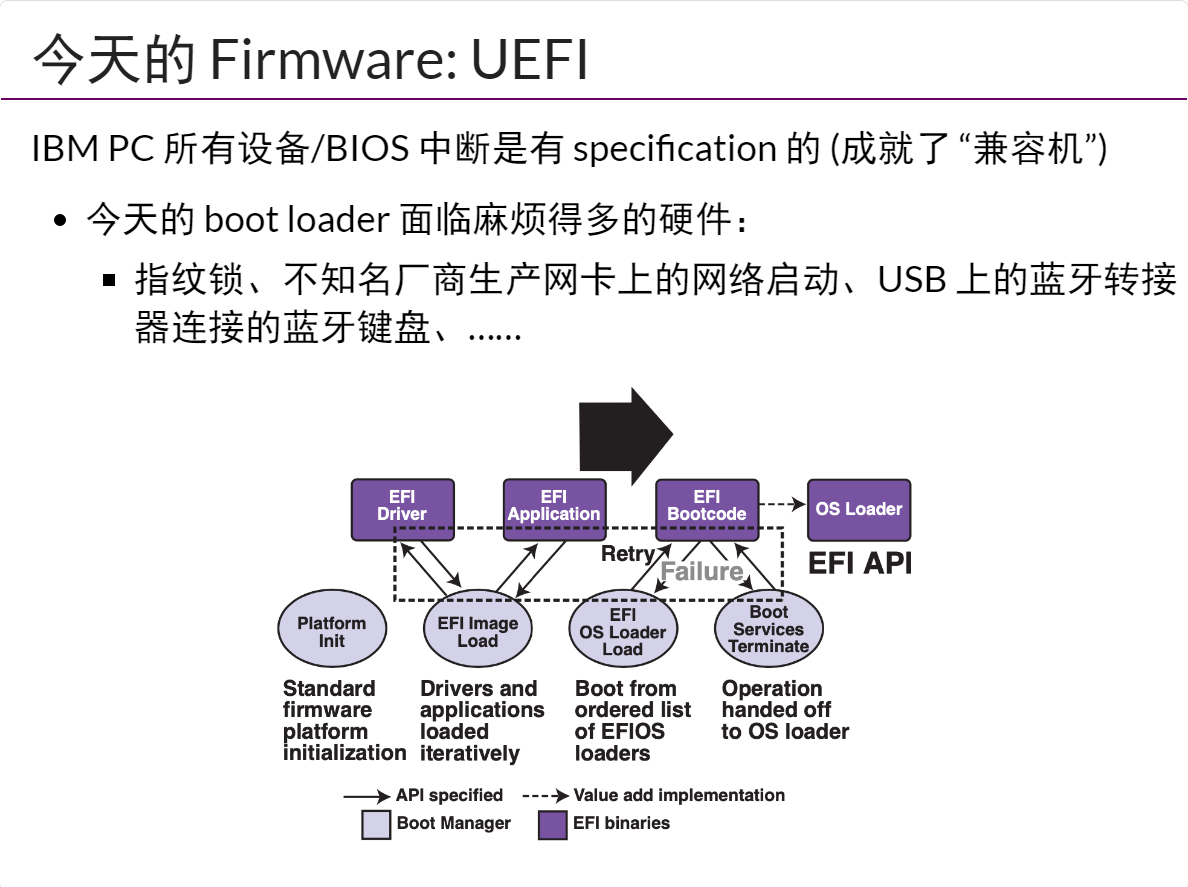 今天的 Firmware: UEFI
IBM PC 所有设备/BIOS 中断是有 specification 的 (成就了 “兼容机”)
今天的 boot loader 面临麻烦得多的硬件：
指纹锁、不知名厂商生产网卡上的网络启动、USB 上的蓝牙转接
器连接的蓝牙键盘、......
EFI
Driver
EFI
Application
EFI
Bootcode
OS Loader
Retry
Failure
EFI API
Platform
Init
EFI Image
Load
EFI
OS Loader
Load
Boot
Services
Terminate
Standard
firmware
platform
initialization
Drivers and
applications
loaded
iteratively
Boot from
ordered list
of EFIOS
loaders
Operation
handed off
to OS loader
API specified
Value add implementation
Boot Manager
EFI binaries